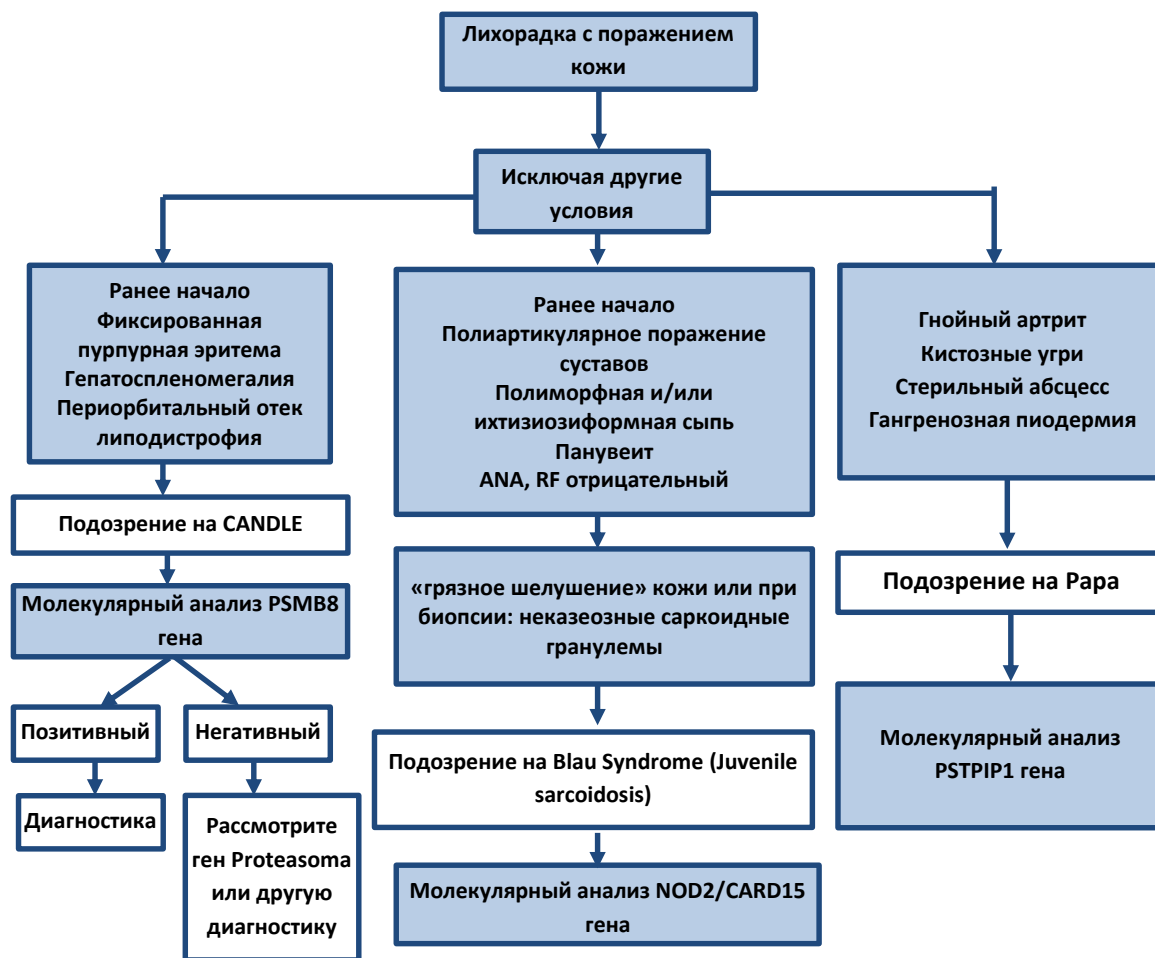 Лихорадка с поражением
кожи
Исключая другие
условия
Ранее начало
Фиксированная
пурпурная эритема
Гепатоспленомегалия
Периорбитальный отек
липодистрофия
Подозрение на CANDLE
Молекулярный анализ PSMB8
гена
Позитивный
Негативный
Диагностика
Рассмотрите
ген Proteasoma
или другую
диагностику
Ранее начало
Полиартикулярное поражение
суставов
Полиморфная и/или
ихтизиозиформная сыпь
Панувеит
ANA, RF отрицательный
«грязное шелушение» кожи или при
биопсии: неказеозные саркоидные
гранулемы
Подозрение на Blau Syndrome (Juvenile
sarcoidosis)
Молекулярный анализ NOD2/CARD15
гена
Гнойный артрит
Кистозные угри
Стерильный абсцесс
Гангренозная пиодермия
Подозрение на Papa
Молекулярный анализ
PSTPIP1 гена